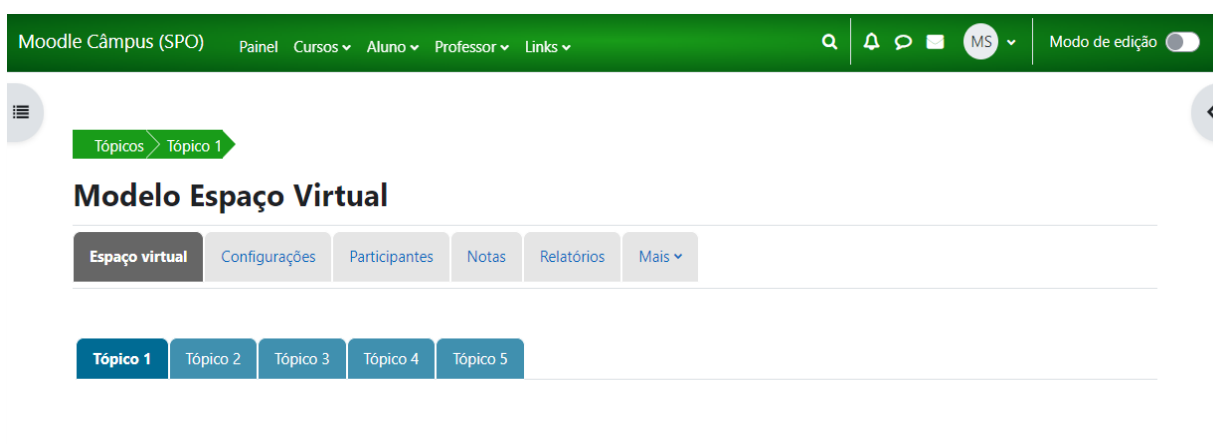 Moodle Câmpus (SPO) Painel Cursos Aluno Professor Links MS Modo de edição
Tópicos Tópico 1
Modelo Espaço Virtual
Espaço virtual Configurações Participantes Notas Relatórios Mais
Tópico 1 Tópico 2 Tópico 3 Tópico 4 Tópico 5